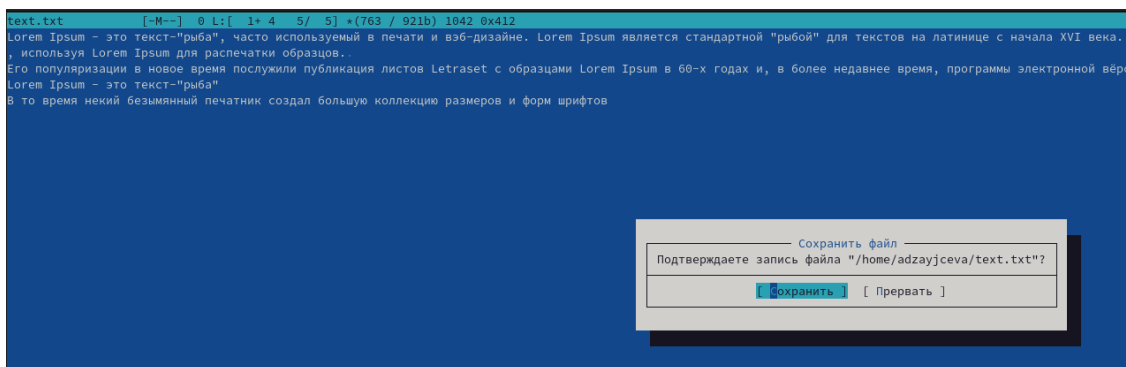 text.txt [-M--] 0 L:[ 1+ 4 5/ 5] *(763 / 921b) 1042 0x412
Lorem Ipsum - это текст-"рыба", часто используемый в печати и вэб-дизайне. Lorem Ipsum является стандартной "рыбой" для текстов на латинице с начала XVI века.
, используя Lorem Ipsum для распечатки образцов.
Его популяризации в новое время послужили публикация листов Letraset с образцами Lorem Ipsum в 60-х годах и, в более недавнее время, программы электронной вёрс
Lorem Ipsum - это текст-"рыба"
В то время некий безымянный печатник создал большую коллекцию размеров и форм шрифтов
Сохранить файл
Подтверждаете запись файла "/home/adzayjceva/text.txt"?
[ Сохранить ] [ Прервать ]